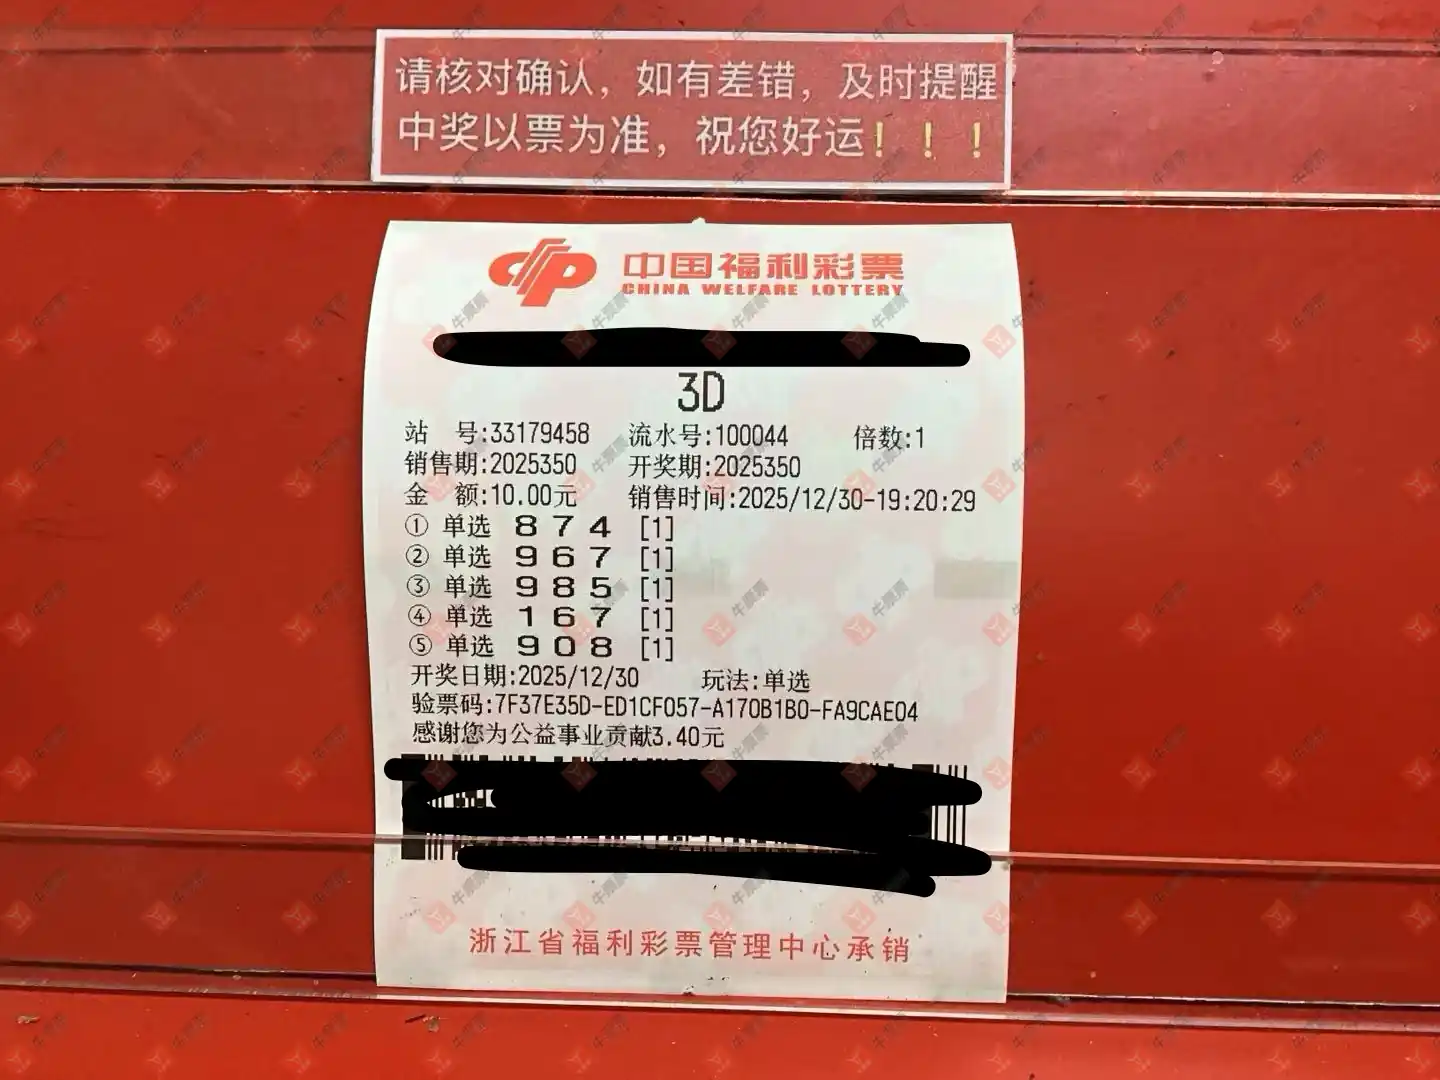 请核对确认，如有差错，及时提醒
中奖以票为准，祝您好运！！！
中国福利彩票
CHINA WELFARE LOTTERY
3D
站 号:33179458 流水号:100044 倍数:1
销售期:2025350 开奖期:2025350
金 额:10.00元 销售时间:2025/12/30-19:20:29
① 单选 8 7 4 [1]
② 单选 9 6 7 [1]
③ 单选 9 8 5 [1]
④ 单选 1 6 7 [1]
⑤ 单选 9 0 8 [1]
开奖日期:2025/12/30 玩法:单选
验票码:7F37E35D-ED1CF057-A170B1B0-FA9CAE04
感谢您为公益事业贡献3.40元
浙江省福利彩票管理中心承销
牛票票